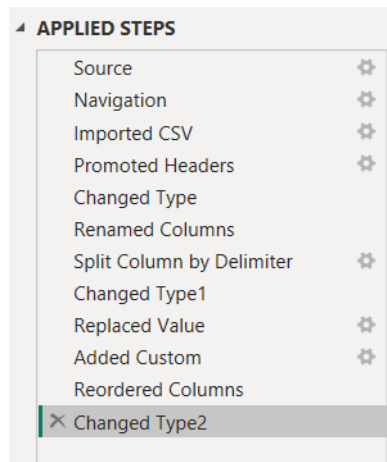 APPLIED STEPS
Source
Navigation
Imported CSV
Promoted Headers
Changed Type
Renamed Columns
Split Column by Delimiter
Changed Type1
Replaced Value
Added Custom
Reordered Columns
Changed Type2